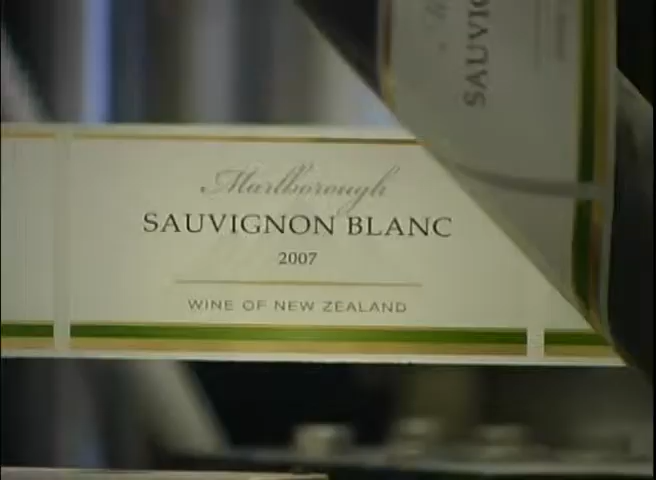 Marlborough
SAUVIGNON BLANC
2007
WINE OF NEW ZEALAND
SAUVIG